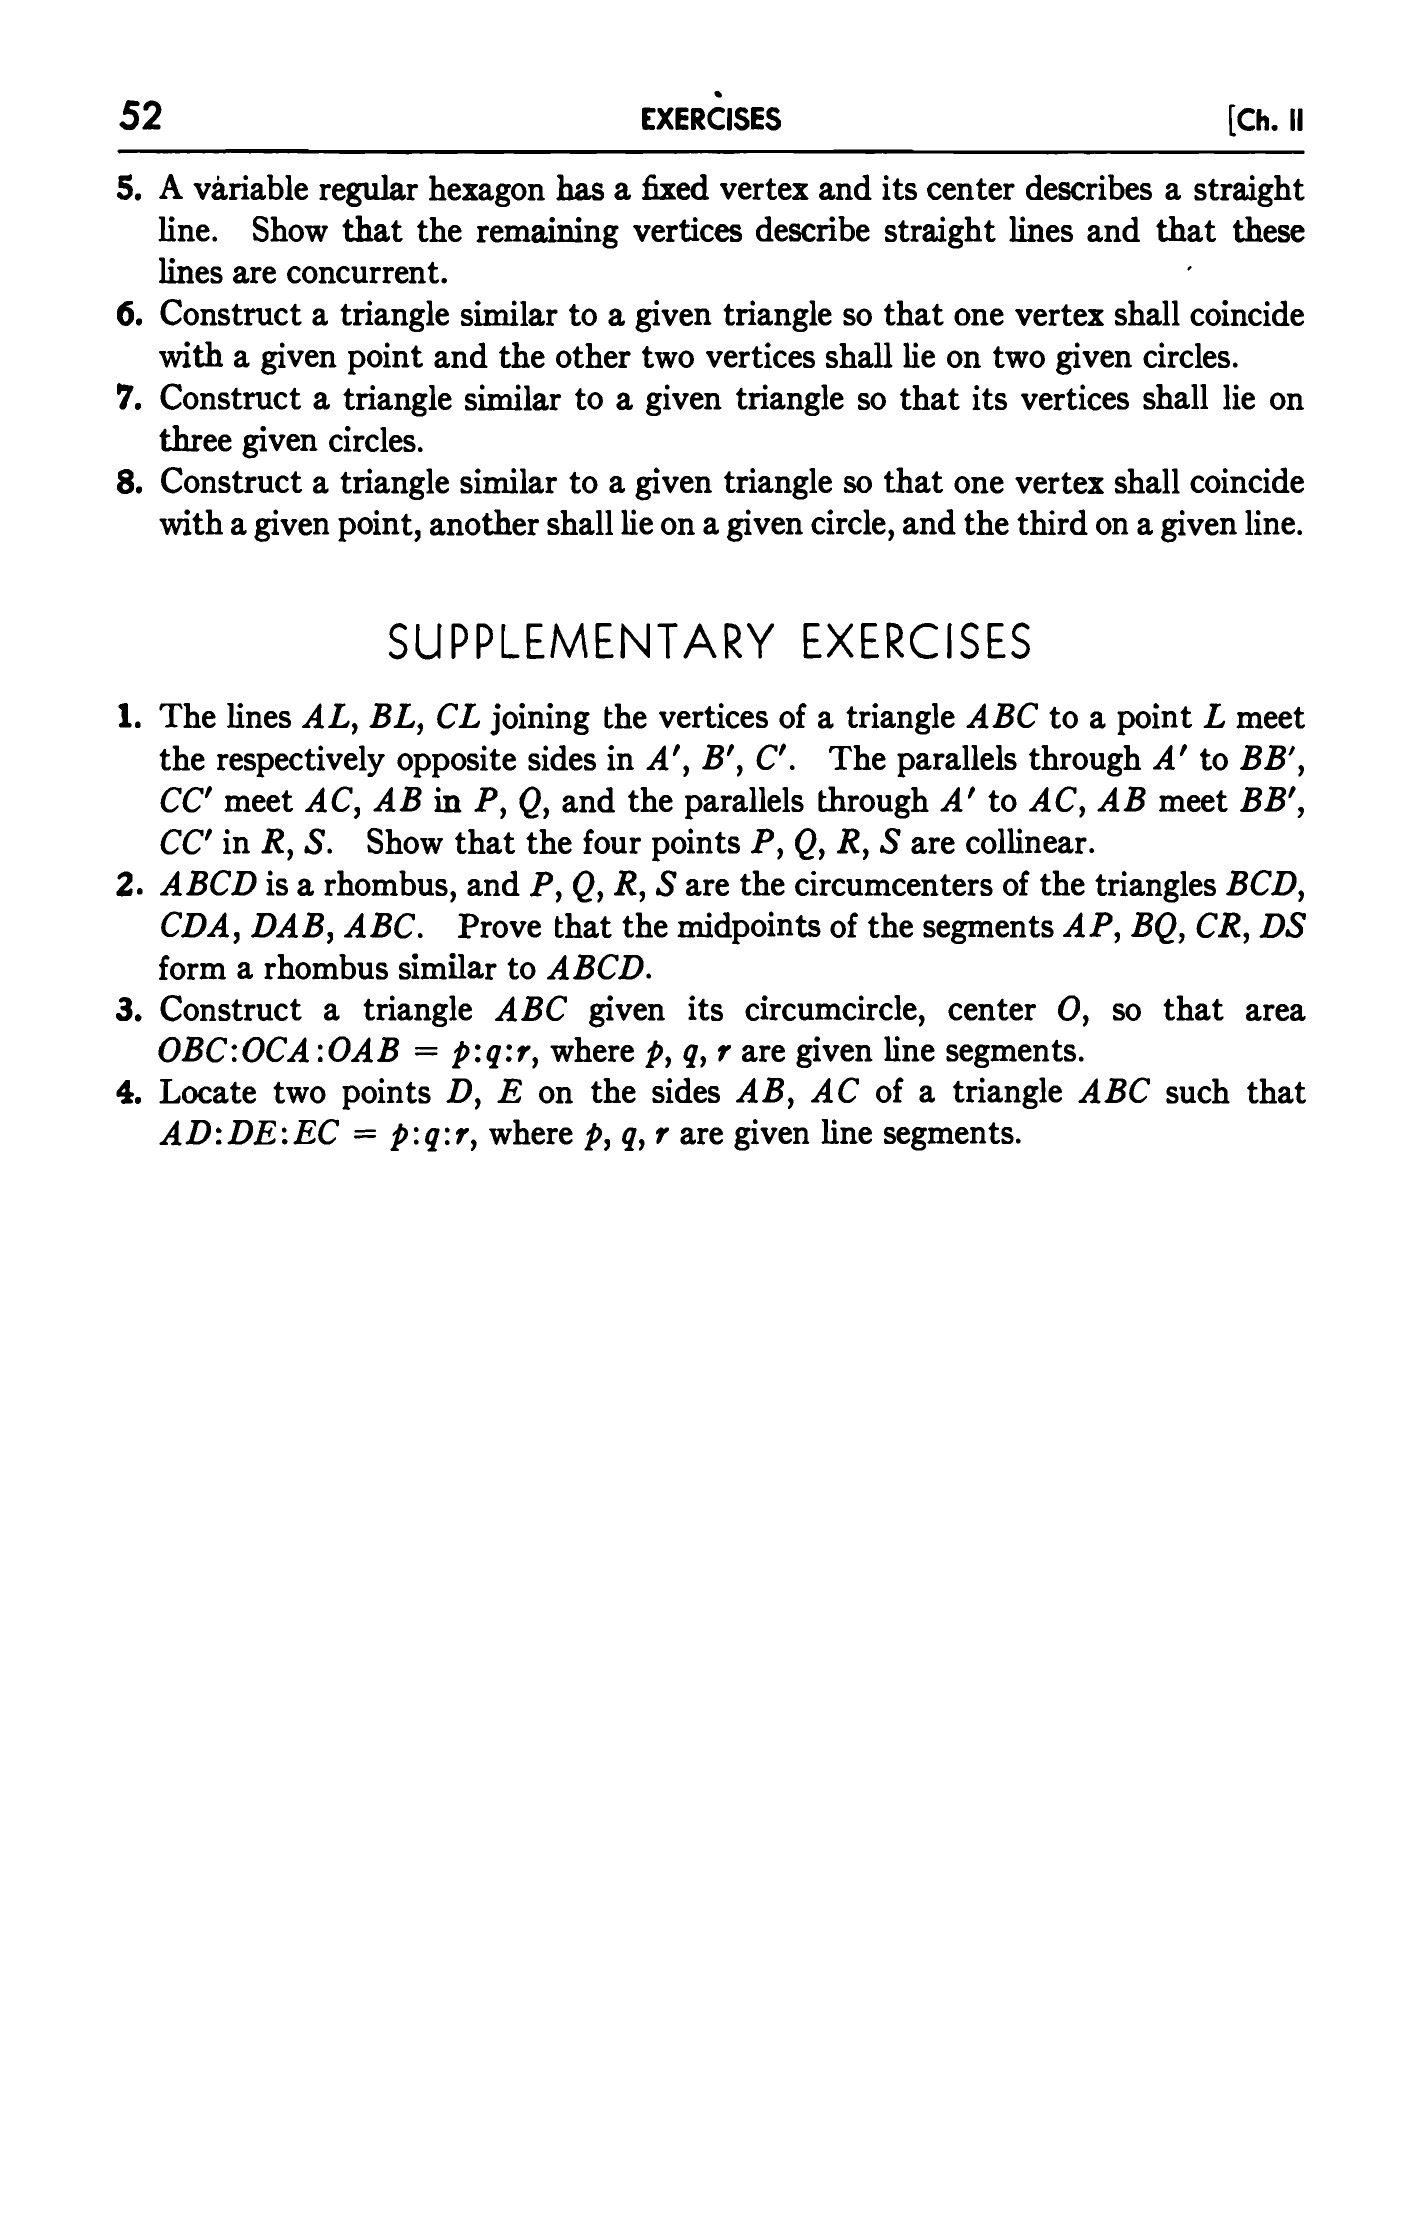 52 EXERCISES [Ch. II
5. A variable regular hexagon has a fixed vertex and its center describes a straight
line. Show that the remaining vertices describe straight lines and that these
lines are concurrent.
6. Construct a triangle similar to a given triangle so that one vertex shall coincide
with a given point and the other two vertices shall lie on two given circles.
7. Construct a triangle similar to a given triangle so that its vertices shall lie on
three given circles.
8. Construct a triangle similar to a given triangle so that one vertex shall coincide
with a given point, another shall lie on a given circle, and the third on a given line.
SUPPLEMENTARY EXERCISES
1. The lines AL, BL, CL joining the vertices of a triangle ABC to a point L meet
the respectively opposite sides in A', B', C'. The parallels through A' to BB',
CC' meet AC, AB in P, Q, and the parallels through A' to AC, AB meet BB',
CC' in R, S. Show that the four points P, Q, R, S are collinear.
2. ABCD is a rhombus, and P, Q, R, S are the circumcenters of the triangles BCD,
CDA, DAB, ABC. Prove that the midpoints of the segments AP, BQ, CR, DS
form a rhombus similar to ABCD.
3. Construct a triangle ABC given its circumcircle, center O, so that area
OBC:OCA:OAB = p:q:r, where p, q, r are given line segments.
4. Locate two points D, E on the sides AB, AC of a triangle ABC such that
AD:DE:EC = p:q:r, where p, q, r are given line segments.